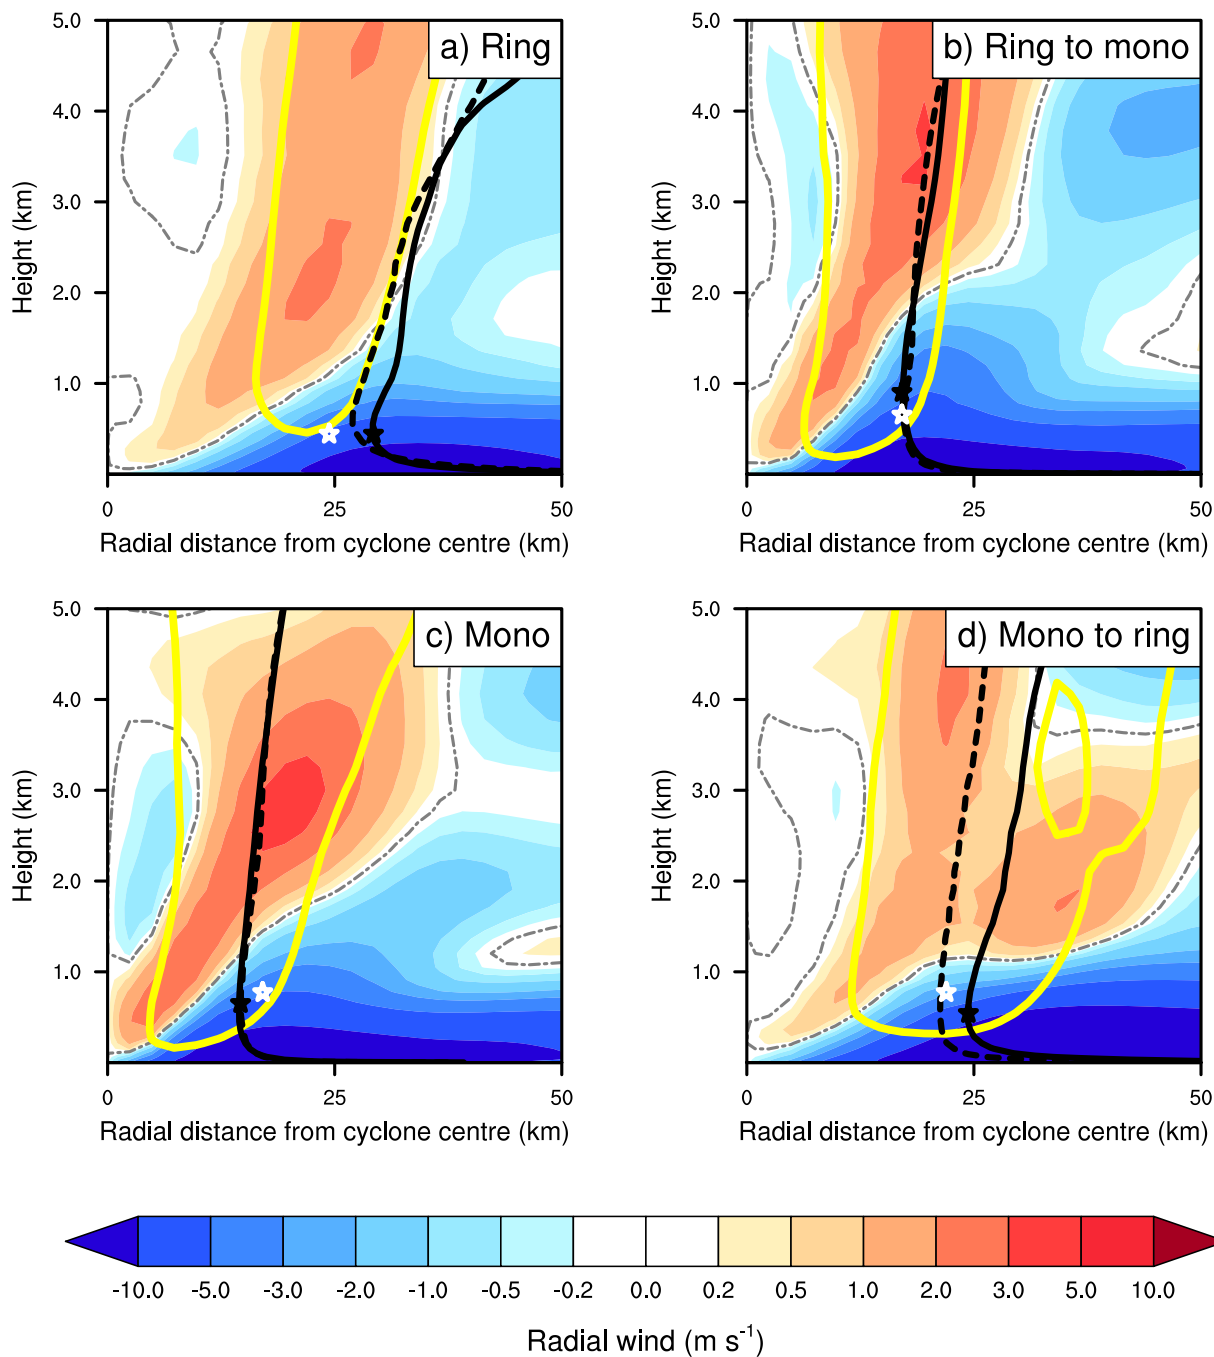 5.0
4.0
3.0
2.0
1.0
Height (km)
a) Ring
0
25
50
Radial distance from cyclone centre (km)
5.0
4.0
3.0
2.0
1.0
Height (km)
b) Ring to mono
0
25
50
Radial distance from cyclone centre (km)
5.0
4.0
3.0
2.0
1.0
Height (km)
c) Mono
0
25
50
Radial distance from cyclone centre (km)
5.0
4.0
3.0
2.0
1.0
Height (km)
d) Mono to ring
0
25
50
Radial distance from cyclone centre (km)
-10.0 -5.0 -3.0 -2.0 -1.0 -0.5 -0.2 0.0 0.2 0.5 1.0 2.0 3.0 5.0 10.0
Radial wind (m s⁻¹)